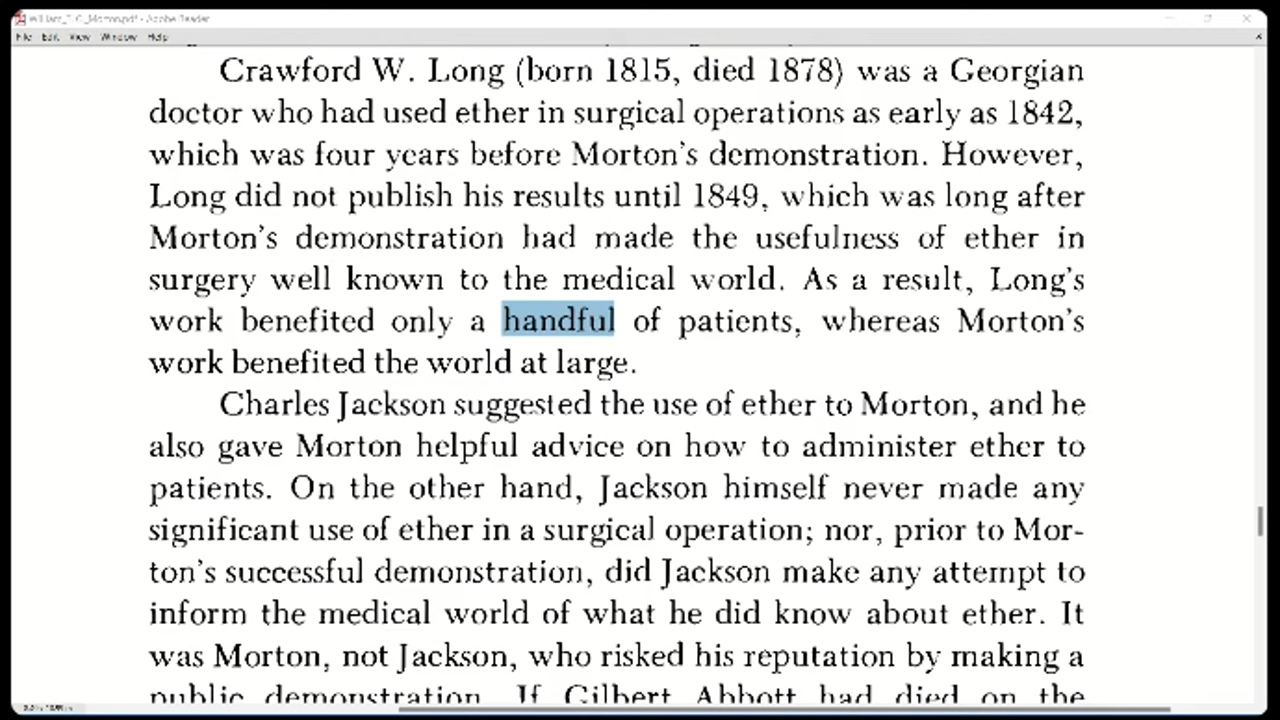 William_T_G_Morton.pdf - Adobe Reader
File Edit View Window Help
Crawford W. Long (born 1815, died 1878) was a Georgian
doctor who had used ether in surgical operations as early as 1842,
which was four years before Morton's demonstration. However,
Long did not publish his results until 1849, which was long after
Morton's demonstration had made the usefulness of ether in
surgery well known to the medical world. As a result, Long's
work benefited only a handful of patients, whereas Morton's
work benefited the world at large.
Charles Jackson suggested the use of ether to Morton, and he
also gave Morton helpful advice on how to administer ether to
patients. On the other hand, Jackson himself never made any
significant use of ether in a surgical operation; nor, prior to Mor-
ton's successful demonstration, did Jackson make any attempt to
inform the medical world of what he did know about ether. It
was Morton, not Jackson, who risked his reputation by making a
public demonstration. If Gilbert Abbott had died on the